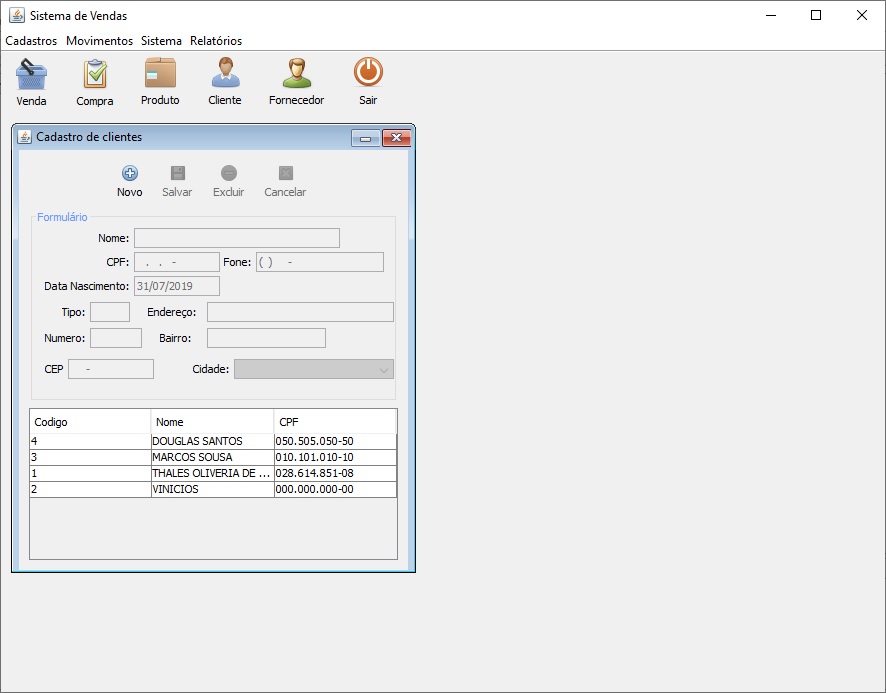 Sistema de Vendas
Cadastros Movimentos Sistema Relatórios
Venda Compra Produto Cliente Fornecedor Sair
Cadastro de clientes
Novo Salvar Excluir Cancelar
Formulário
Nome:
CPF: . . - Fone: ( ) -
Data Nascimento: 31/07/2019
Tipo: Endereço:
Numero: Bairro:
CEP - Cidade:
Codigo Nome CPF
4 DOUGLAS SANTOS 050.505.050-50
3 MARCOS SOUSA 010.101.010-10
1 THALES OLIVERIA DE ... 028.614.851-08
2 VINICIOS 000.000.000-00